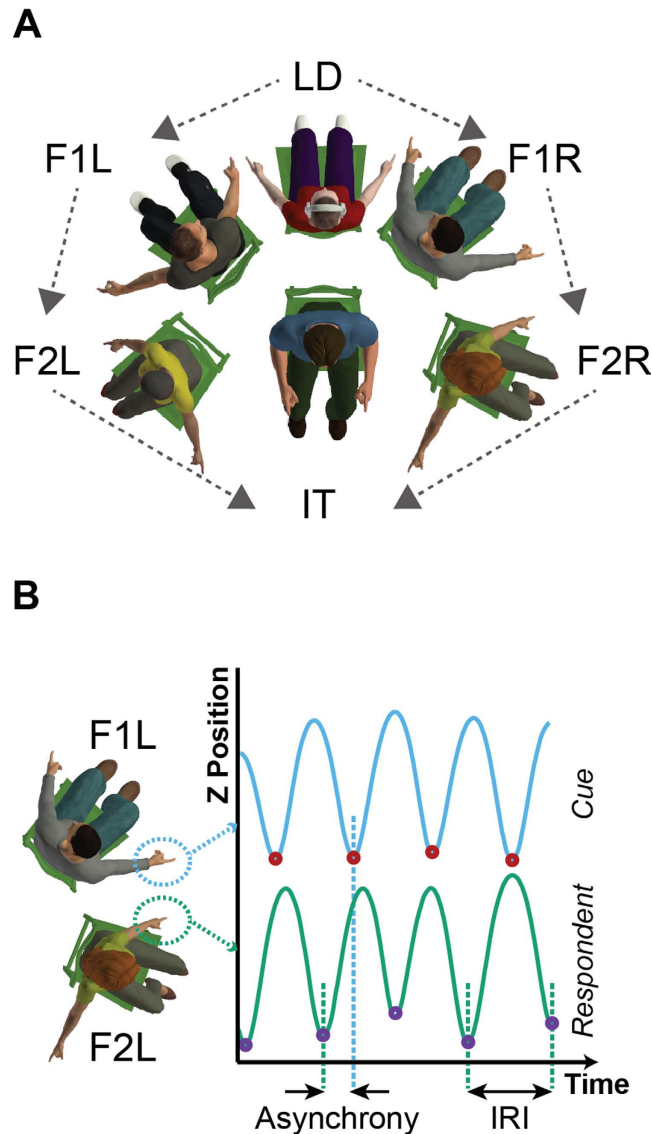 A
LD
F1L
F1R
F2L
F2R
IT
B
F1L
F2L
Z Position
Cue
Respondent
Time
Asynchrony
IRI